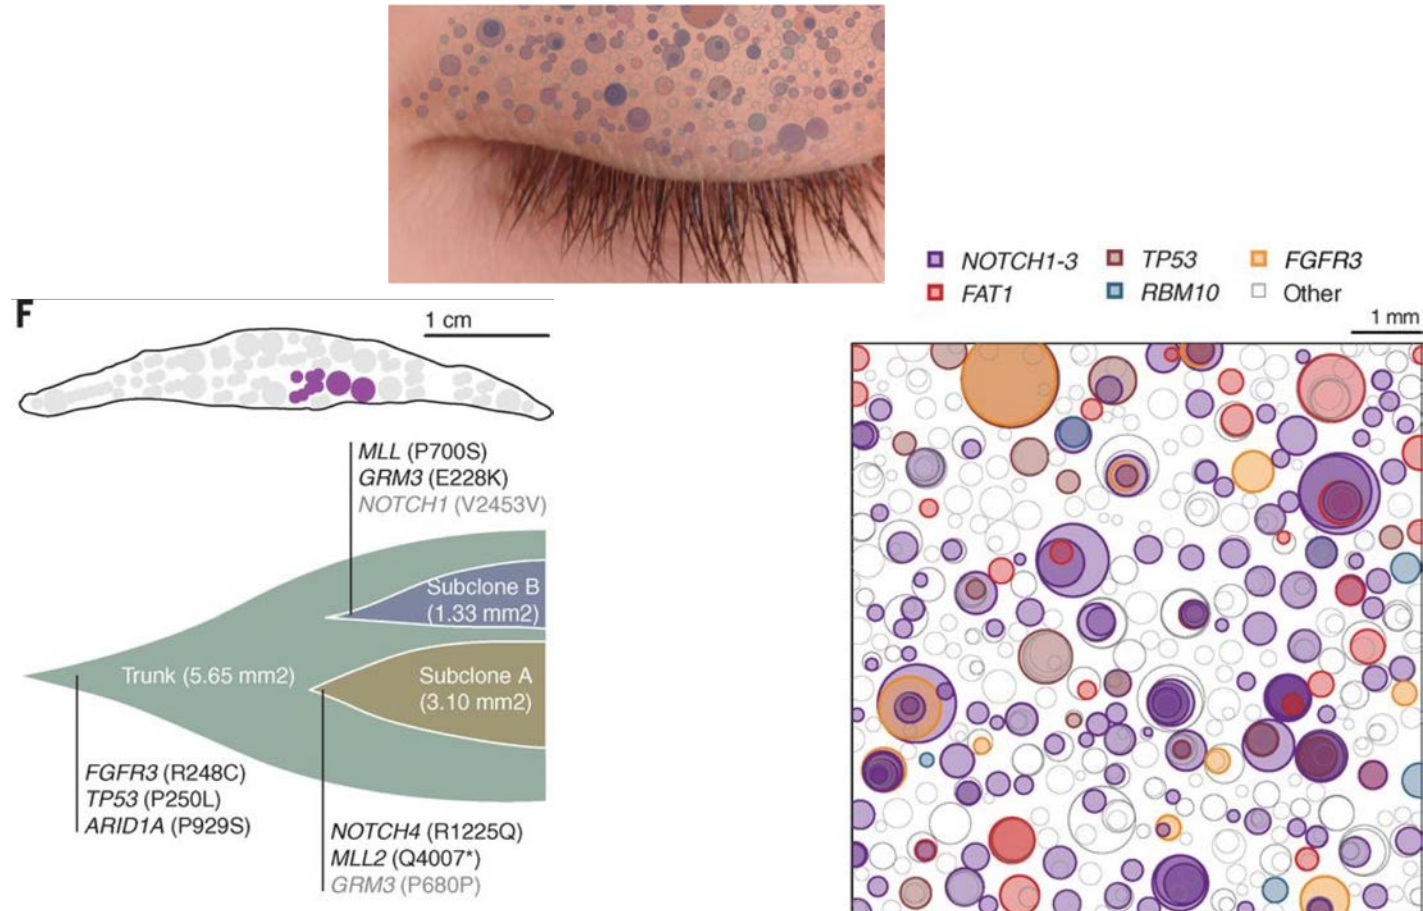 NOTCH1-3
TP53
FGFR3
FAT1
RBM10
Other
1 mm
F
1 cm
MLL (P700S)
GRM3 (E228K)
NOTCH1 (V2453V)
Subclone B
(1.33 mm2)
Trunk (5.65 mm2)
Subclone A
(3.10 mm2)
FGFR3 (R248C)
TP53 (P250L)
ARID1A (P929S)
NOTCH4 (R1225Q)
MLL2 (Q4007*)
GRM3 (P680P)